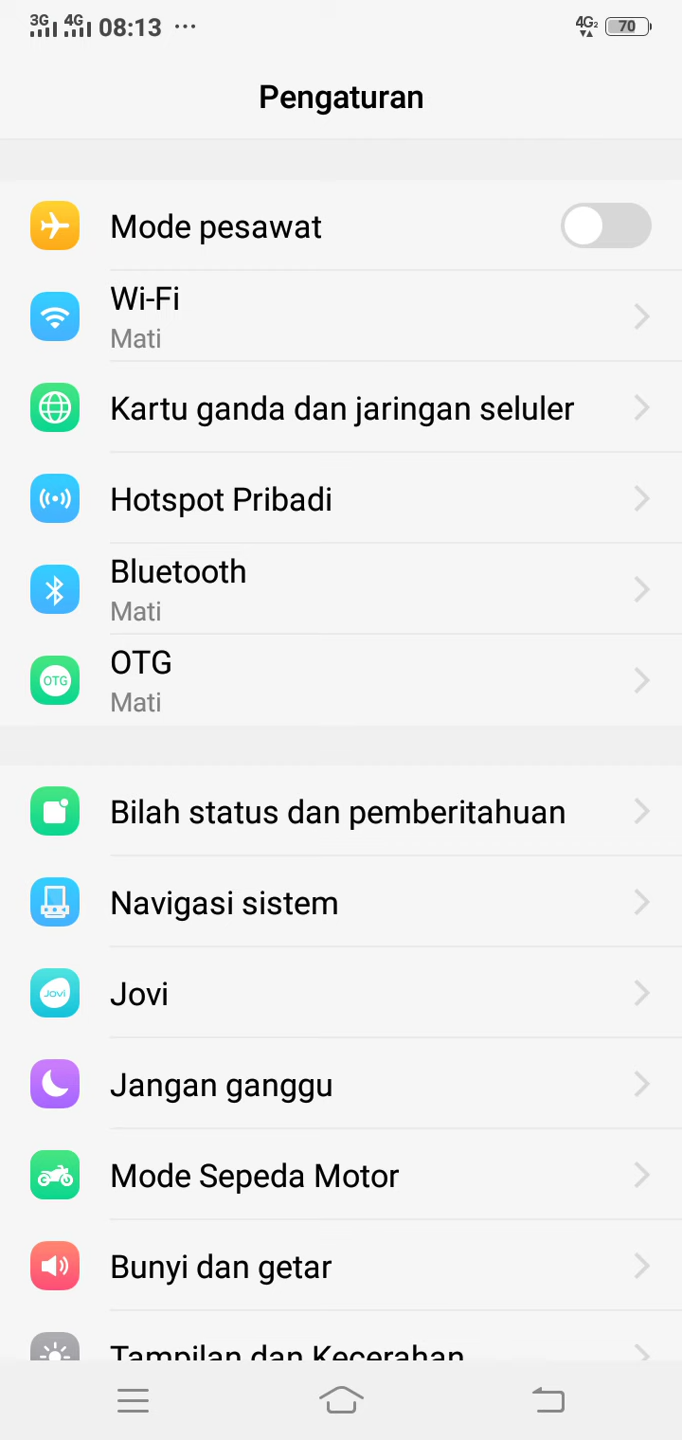 3G 4G 08:13 ... 4G2 70
Pengaturan
Mode pesawat
Wi-Fi
Mati
Kartu ganda dan jaringan seluler
Hotspot Pribadi
Bluetooth
Mati
OTG
OTG
Mati
Bilah status dan pemberitahuan
Navigasi sistem
Jovi
Jovi
Jangan ganggu
Mode Sepeda Motor
Bunyi dan getar
Tampilan dan Kecerahan